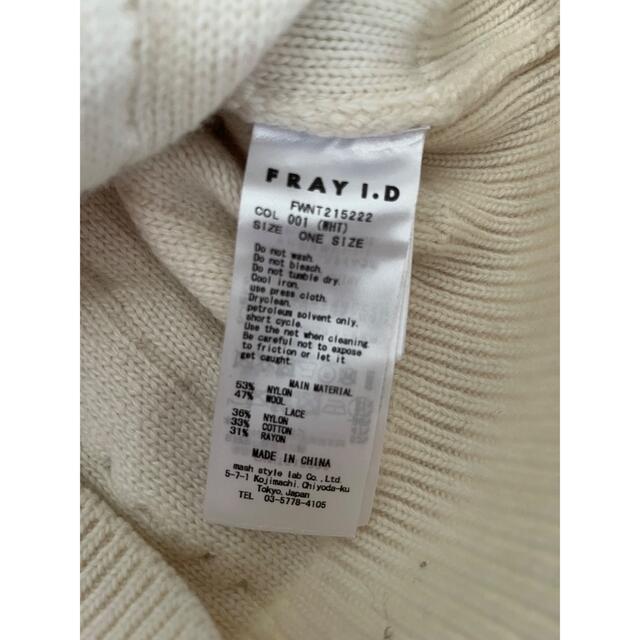 FRAY I.D
FWNT215222
COL 001 (WHT)
SIZE ONE SIZE
Do not wash.
Do not bleach.
Do not tumble dry.
Cool iron.
use press cloth.
Dryclean.
petroleum solvent only,
short cycle.
Use the net when cleaning.
Be careful not to expose
to friction or let it
get caught.
MAIN MATERIAL
53% NYLON
47% WOOL
LACE
36% NYLON
33% COTTON
31% RAYON
MADE IN CHINA
mash style lab Co., Ltd.
5-7-1 Kojimachi, Chiyoda-ku
Tokyo, Japan
TEL 03-5778-4105